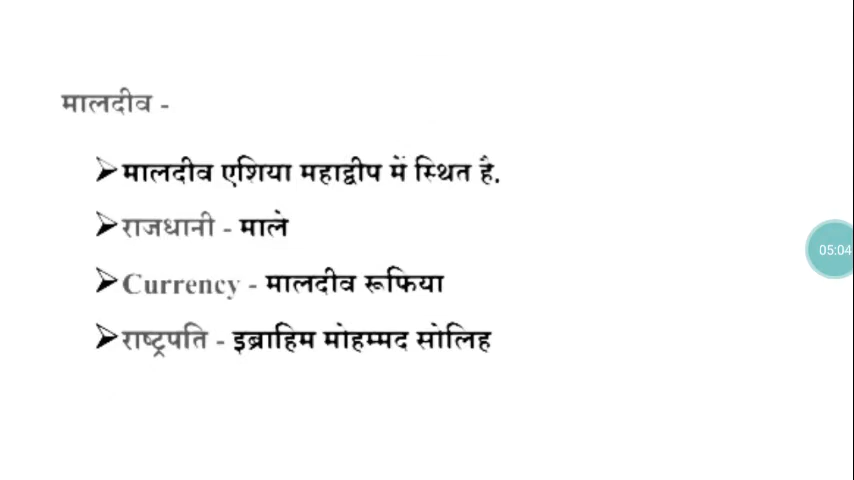 मालदीव -
➢मालदीव एशिया महाद्वीप में स्थित है.
➢राजधानी - माले
➢Currency - मालदीव रूफिया
➢राष्ट्रपति - इब्राहिम मोहम्मद सोलिह
05:04